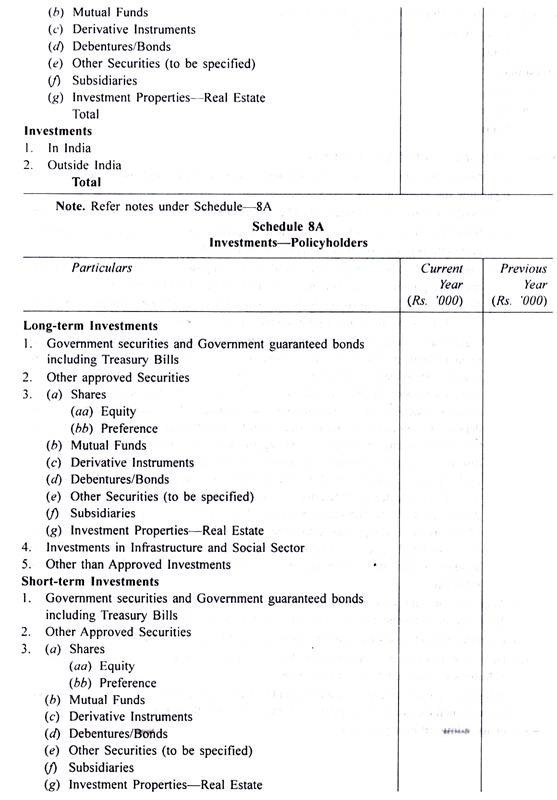 (b) Mutual Funds
(c) Derivative Instruments
(d) Debentures/Bonds
(e) Other Securities (to be specified)
(f) Subsidiaries
(g) Investment Properties—Real Estate
Total
Investments
1. In India
2. Outside India
Total
Note. Refer notes under Schedule—8A
Schedule 8A
Investments—Policyholders
Particulars Current Previous
Year Year
(Rs. '000) (Rs. '000)
Long-term Investments
1. Government securities and Government guaranteed bonds
including Treasury Bills
2. Other approved Securities
3. (a) Shares
(aa) Equity
(bb) Preference
(b) Mutual Funds
(c) Derivative Instruments
(d) Debentures/Bonds
(e) Other Securities (to be specified)
(f) Subsidiaries
(g) Investment Properties—Real Estate
4. Investments in Infrastructure and Social Sector
5. Other than Approved Investments
Short-term Investments
1. Government securities and Government guaranteed bonds
including Treasury Bills
2. Other Approved Securities
3. (a) Shares
(aa) Equity
(bb) Preference
(b) Mutual Funds
(c) Derivative Instruments
(d) Debentures/Bonds
(e) Other Securities (to be specified)
(f) Subsidiaries
(g) Investment Properties—Real Estate